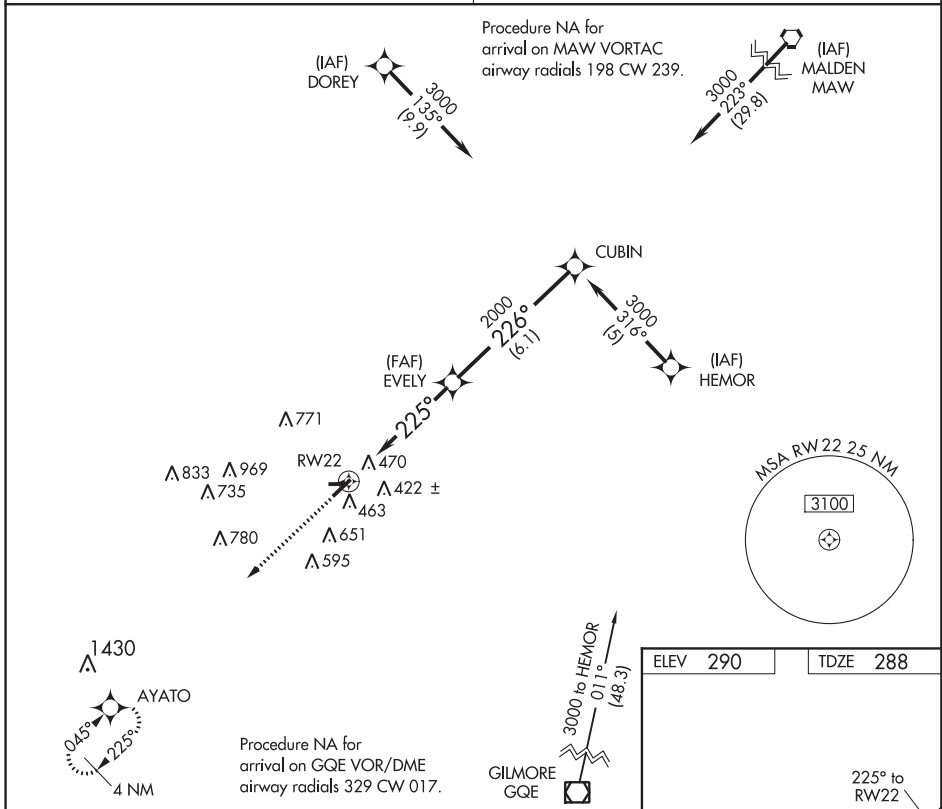 Procedure NA for
arrival on MAW VORTAC
airway radials 198 CW 239.
(IAF)
DOREY
3000
135°
(9.9)
(IAF)
MALDEN
MAW
3000
223°
(29.8)
CUBIN
2000
226°
(6.1)
3000
316°
(5)
(IAF)
HEMOR
(FAF)
EVELY
225°
771
RW22
470
833
969
735
422 ±
463
780
651
595
MSA RW22 25 NM
3100
1430
AYATO
045°
225°
4 NM
Procedure NA for
arrival on GQE VOR/DME
airway radials 329 CW 017.
3000 to HEMOR
011°
(48.3)
GILMORE
GQE
ELEV 290
TDZE 288
225° to
RW22